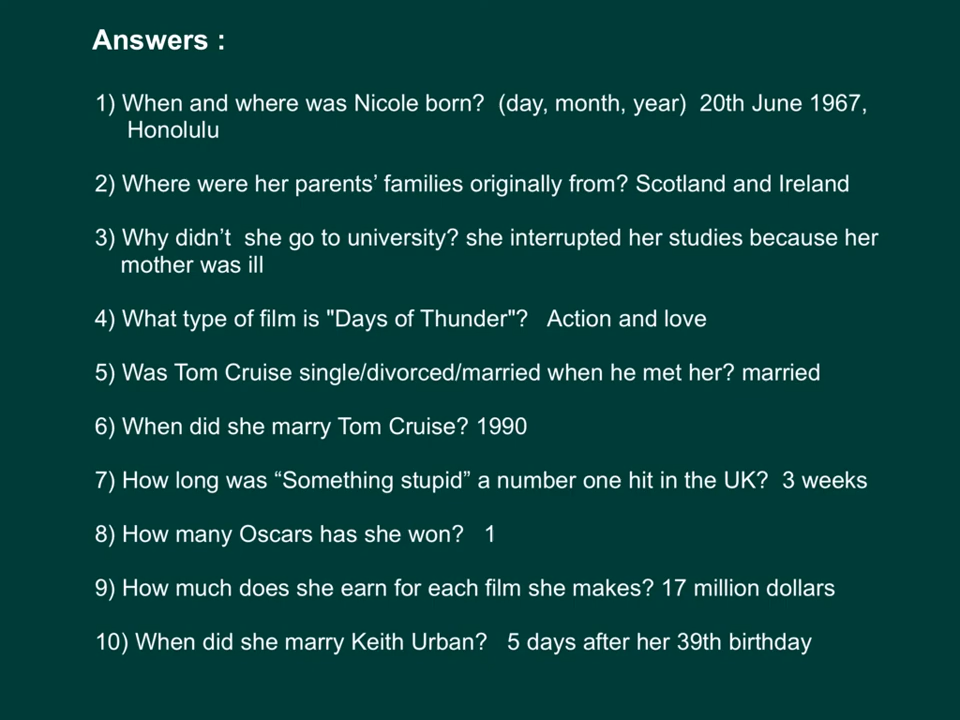 Answers :
1) When and where was Nicole born?  (day, month, year)  20th June 1967,
Honolulu
2) Where were her parents’ families originally from? Scotland and Ireland
3) Why didn’t  she go to university? she interrupted her studies because her
mother was ill
4) What type of film is "Days of Thunder"?   Action and love
5) Was Tom Cruise single/divorced/married when he met her? married
6) When did she marry Tom Cruise? 1990
7) How long was “Something stupid” a number one hit in the UK?  3 weeks
8) How many Oscars has she won?   1
9) How much does she earn for each film she makes? 17 million dollars
10) When did she marry Keith Urban?   5 days after her 39th birthday